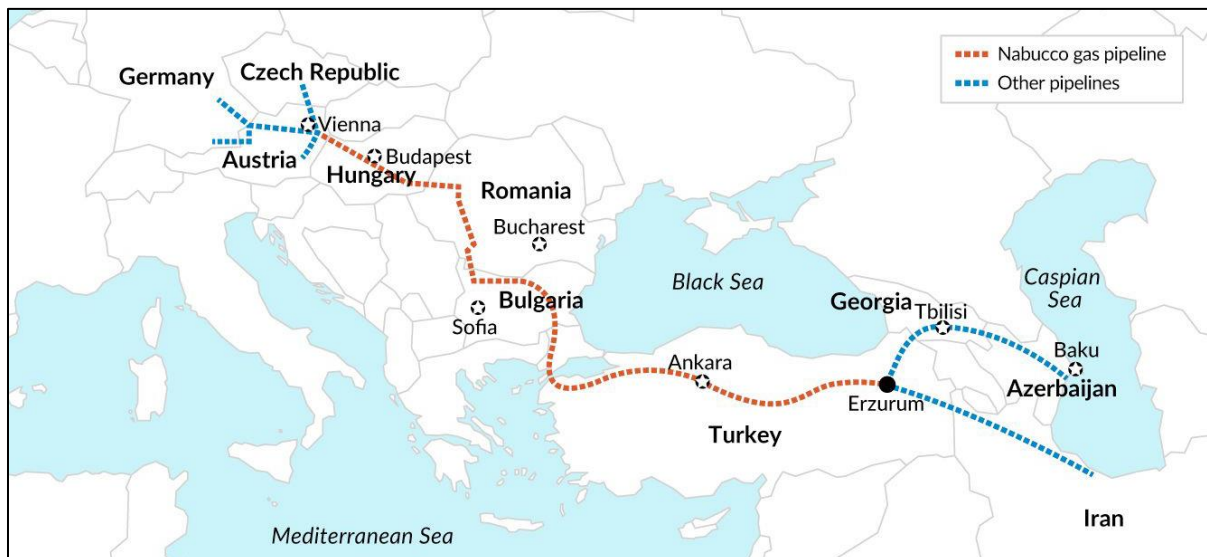 Nabucco gas pipeline
Other pipelines
Germany
Czech Republic
Vienna
Austria
Budapest
Hungary
Romania
Bucharest
Black Sea
Caspian
Sea
Georgia
Tbilisi
Bulgaria
Sofia
Baku
Azerbaijan
Ankara
Erzurum
Turkey
Iran
Mediterranean Sea